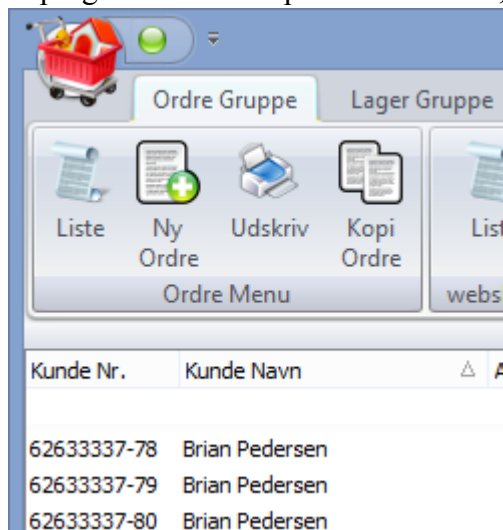 Ordre Gruppe Lager Gruppe
Liste Ny Ordre Udskriv Kopi Ordre
Ordre Menu
Kunde Nr. Kunde Navn
62633337-78 Brian Pedersen
62633337-79 Brian Pedersen
62633337-80 Brian Pedersen